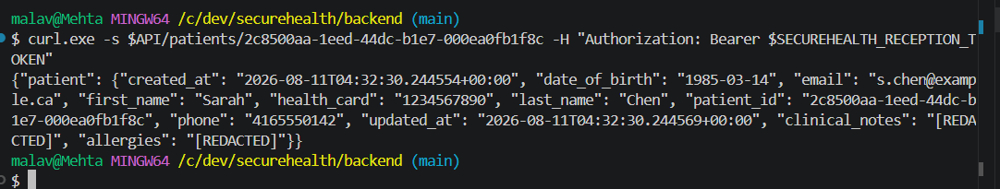 malav@Mehta MINGW64 /c/dev/securehealth/backend (main)
$ curl.exe -s $API/patients/2c8500aa-1eed-44dc-b1e7-000ea0fb1f8c -H "Authorization: Bearer $SECUREHEALTH_RECEPTION_T
OKEN"
{"patient": {"created_at": "2026-08-11T04:32:30.244554+00:00", "date_of_birth": "1985-03-14", "email": "s.chen@examp
le.ca", "first_name": "Sarah", "health_card": "1234567890", "last_name": "Chen", "patient_id": "2c8500aa-1eed-44dc-b
1e7-000ea0fb1f8c", "phone": "4165550142", "updated_at": "2026-08-11T04:32:30.244569+00:00", "clinical_notes": "[REDA
CTED]", "allergies": "[REDACTED]"}}
malav@Mehta MINGW64 /c/dev/securehealth/backend (main)
$